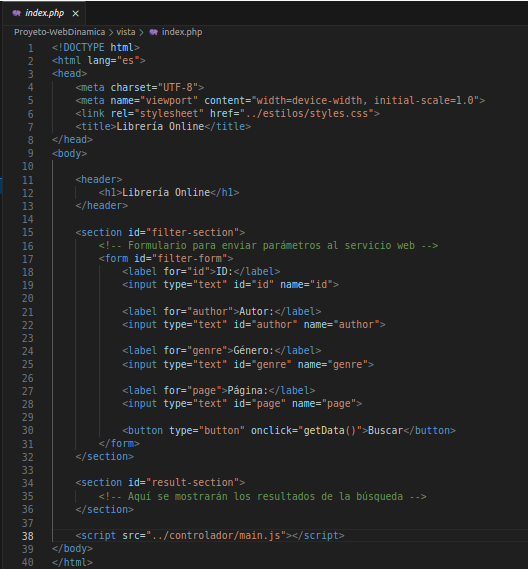 index.php ×
Proyeto-WebDinamica > vista > index.php
1 <!DOCTYPE html>
2 <html lang="es">
3 <head>
4 <meta charset="UTF-8">
5 <meta name="viewport" content="width=device-width, initial-scale=1.0">
6 <link rel="stylesheet" href="../estilos/styles.css">
7 <title>Librería Online</title>
8 </head>
9 <body>
10
11 <header>
12 <h1>Librería Online</h1>
13 </header>
14
15 <section id="filter-section">
16 <!-- Formulario para enviar parámetros al servicio web -->
17 <form id="filter-form">
18 <label for="id">ID:</label>
19 <input type="text" id="id" name="id">
20
21 <label for="author">Autor:</label>
22 <input type="text" id="author" name="author">
23
24 <label for="genre">Género:</label>
25 <input type="text" id="genre" name="genre">
26
27 <label for="page">Página:</label>
28 <input type="text" id="page" name="page">
29
30 <button type="button" onclick="getData()">Buscar</button>
31 </form>
32 </section>
33
34 <section id="result-section">
35 <!-- Aquí se mostrarán los resultados de la búsqueda -->
36 </section>
37
38 <script src="../controlador/main.js"></script>
39 </body>
40 </html>